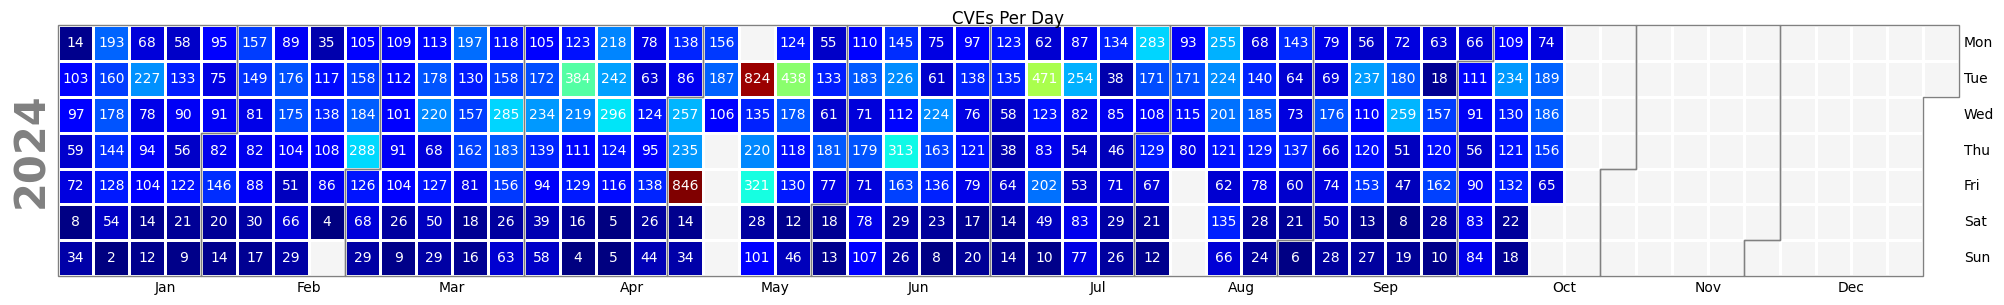 CVEs Per Day
14 193 68 58 95 157 89 35 105 109 113 197 118 105 123 218 78 138 156 124 55 110 145 75 97 123 62 87 134 283 93 255 68 143 79 56 72 63 66 109 74 Mon
103 160 227 133 75 149 176 117 158 112 178 130 158 172 384 242 63 86 187 824 438 133 183 226 61 138 135 471 254 38 171 171 224 140 64 69 237 180 18 111 234 189 Tue
97 178 78 90 91 81 175 138 184 101 220 157 285 234 219 296 124 257 106 135 178 61 71 112 224 76 58 123 82 85 108 115 201 185 73 176 110 259 157 91 130 186 Wed
59 144 94 56 82 82 104 108 288 91 68 162 183 139 111 124 95 235 220 118 181 179 313 163 121 38 83 54 46 129 80 121 129 137 66 120 51 120 56 121 156 Thu
72 128 104 122 146 88 51 86 126 104 127 81 156 94 129 116 138 846 321 130 77 71 163 136 79 64 202 53 71 67 62 78 60 74 153 47 162 90 132 65 Fri
8 54 14 21 20 30 66 4 68 26 50 18 26 39 16 5 26 14 28 12 18 78 29 23 17 14 49 83 29 21 135 28 21 50 13 8 28 83 22 Sat
34 2 12 9 14 17 29 29 9 29 16 63 58 4 5 44 34 101 46 13 107 26 8 20 14 10 77 26 12 66 24 6 28 27 19 10 84 18 Sun
2024
Jan Feb Mar Apr May Jun Jul Aug Sep Oct Nov Dec